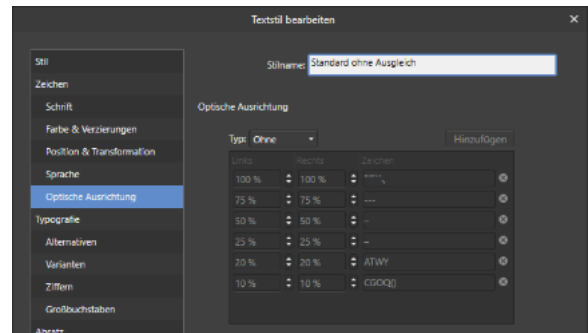 Textstil bearbeiten
Stil
Stilname: Standard ohne Ausgleich
Zeichen
Schrift
Optische Ausrichtung
Farbe & Verzierungen
Typ: Ohne
Hinzufügen
Position & Transformation
Links Rechts Zeichen
Sprache
100 % 100 %
Optische Ausrichtung
75 % 75 % ---
Typografie
50 % 50 % –
Alternativen
25 % 25 % –
Varianten
20 % 20 % ATWY
Ziffern
10 % 10 % CGOQ()
Großbuchstaben
Absatz